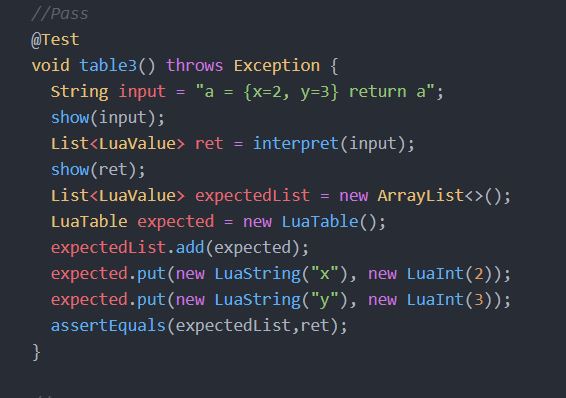 //Pass
@Test
void table3() throws Exception {
  String input = "a = {x=2, y=3} return a";
  show(input);
  List<LuaValue> ret = interpret(input);
  show(ret);
  List<LuaValue> expectedList = new ArrayList<>();
  LuaTable expected = new LuaTable();
  expectedList.add(expected);
  expected.put(new LuaString("x"), new LuaInt(2));
  expected.put(new LuaString("y"), new LuaInt(3));
  assertEquals(expectedList,ret);
}